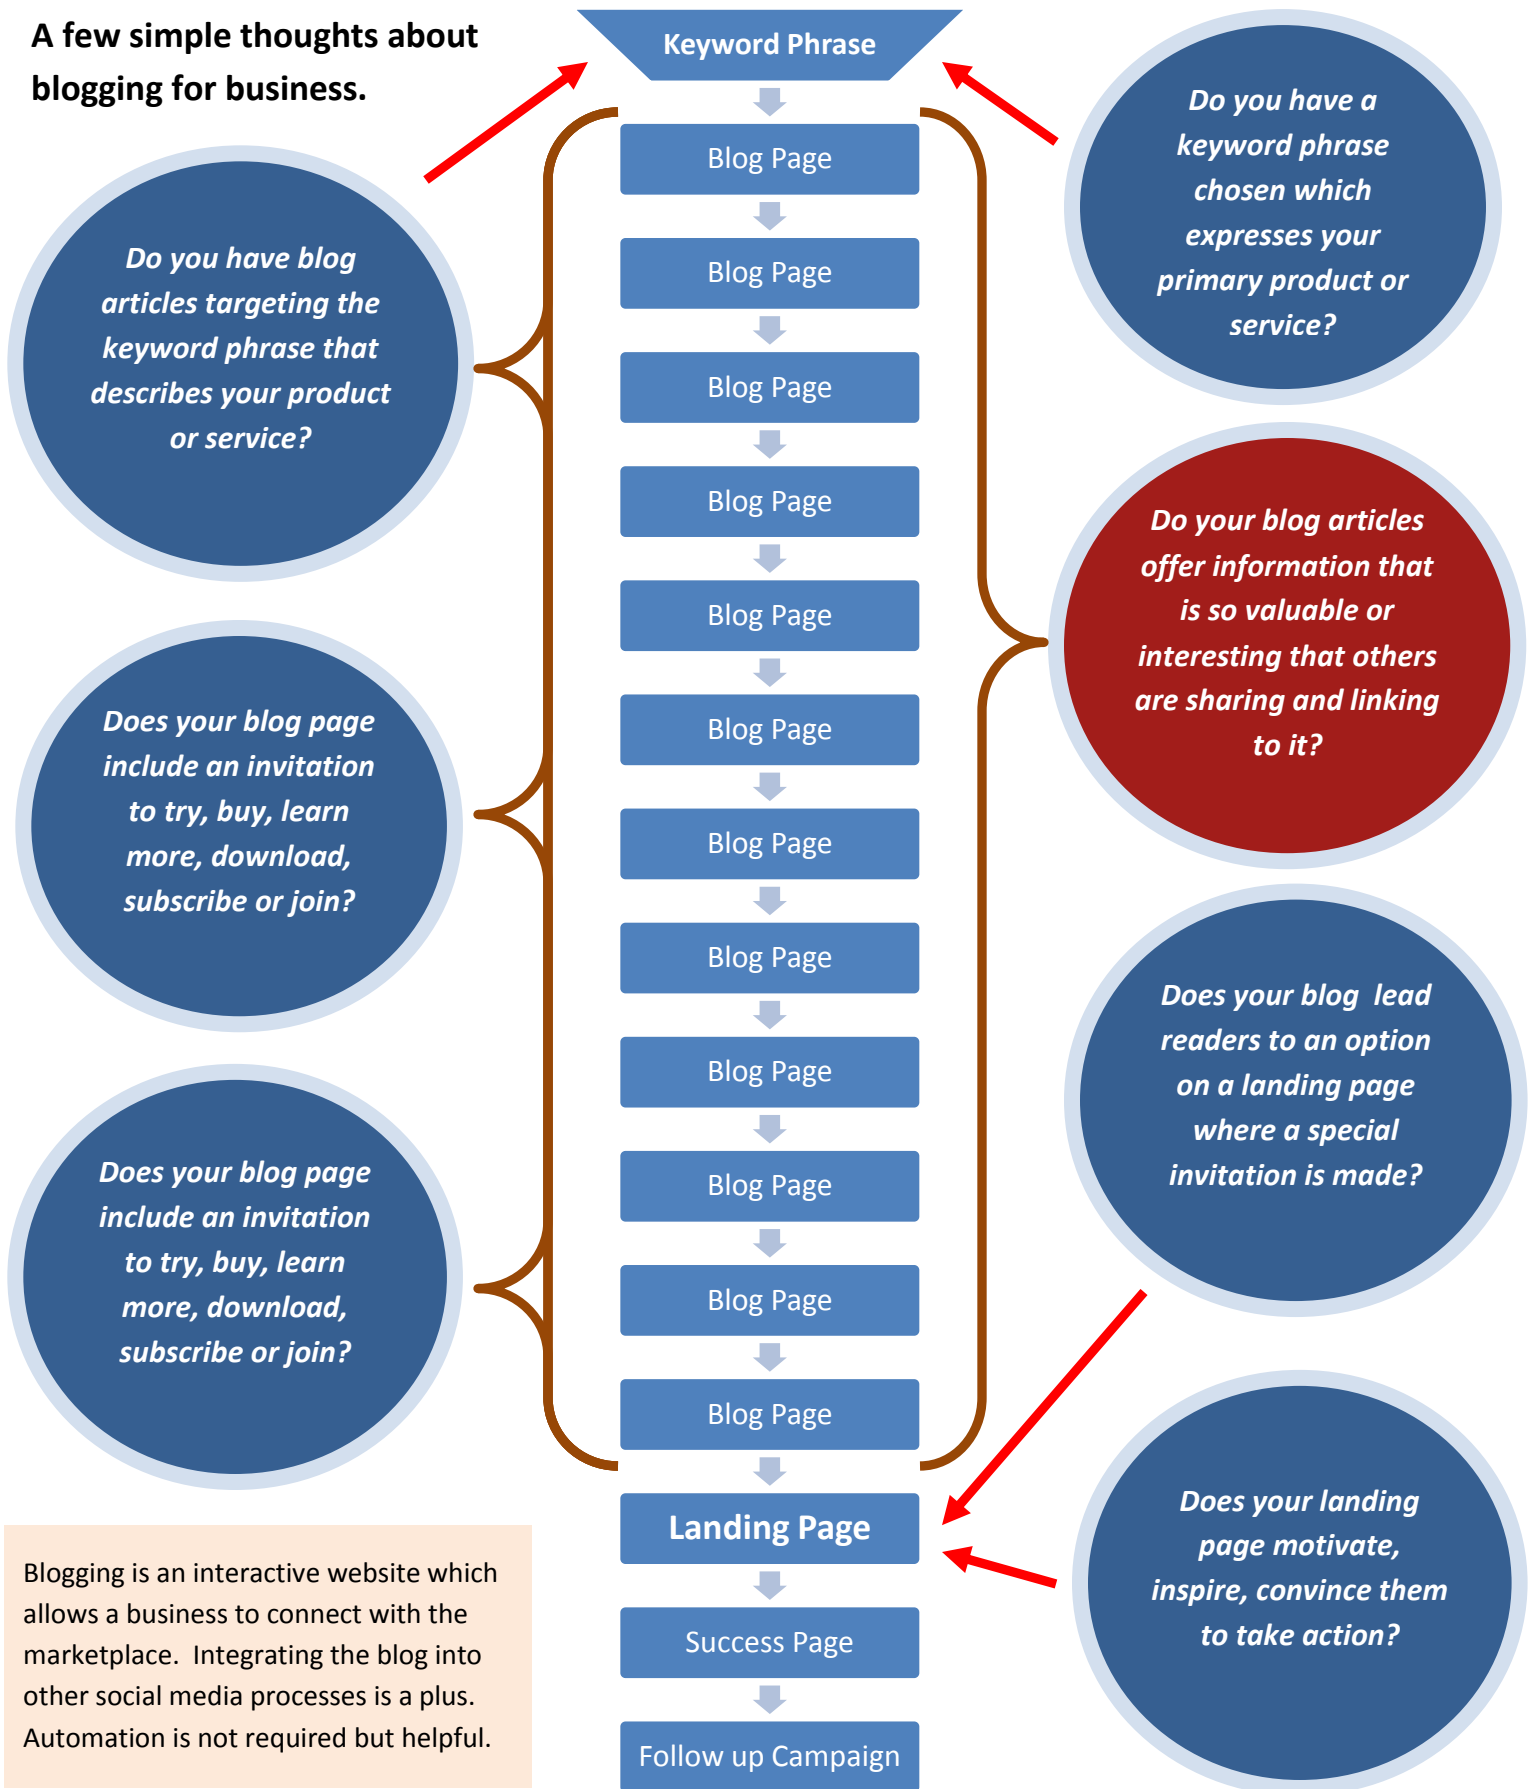 A few simple thoughts about
blogging for business.
Keyword Phrase
Do you have a
keyword phrase
chosen which
expresses your
primary product or
service?
Do you have blog
articles targeting the
keyword phrase that
describes your product
or service?
Blog Page
Blog Page
Blog Page
Blog Page
Blog Page
Blog Page
Blog Page
Blog Page
Blog Page
Blog Page
Blog Page
Blog Page
Do your blog articles
offer information that
is so valuable or
interesting that others
are sharing and linking
to it?
Does your blog page
include an invitation
to try, buy, learn
more, download,
subscribe or join?
Does your blog  lead
readers to an option
on a landing page
where a special
invitation is made?
Does your blog page
include an invitation
to try, buy, learn
more, download,
subscribe or join?
Landing Page
Does your landing
page motivate,
inspire, convince them
to take action?
Success Page
Follow up Campaign
Blogging is an interactive website which
allows a business to connect with the
marketplace.  Integrating the blog into
other social media processes is a plus.
Automation is not required but helpful.